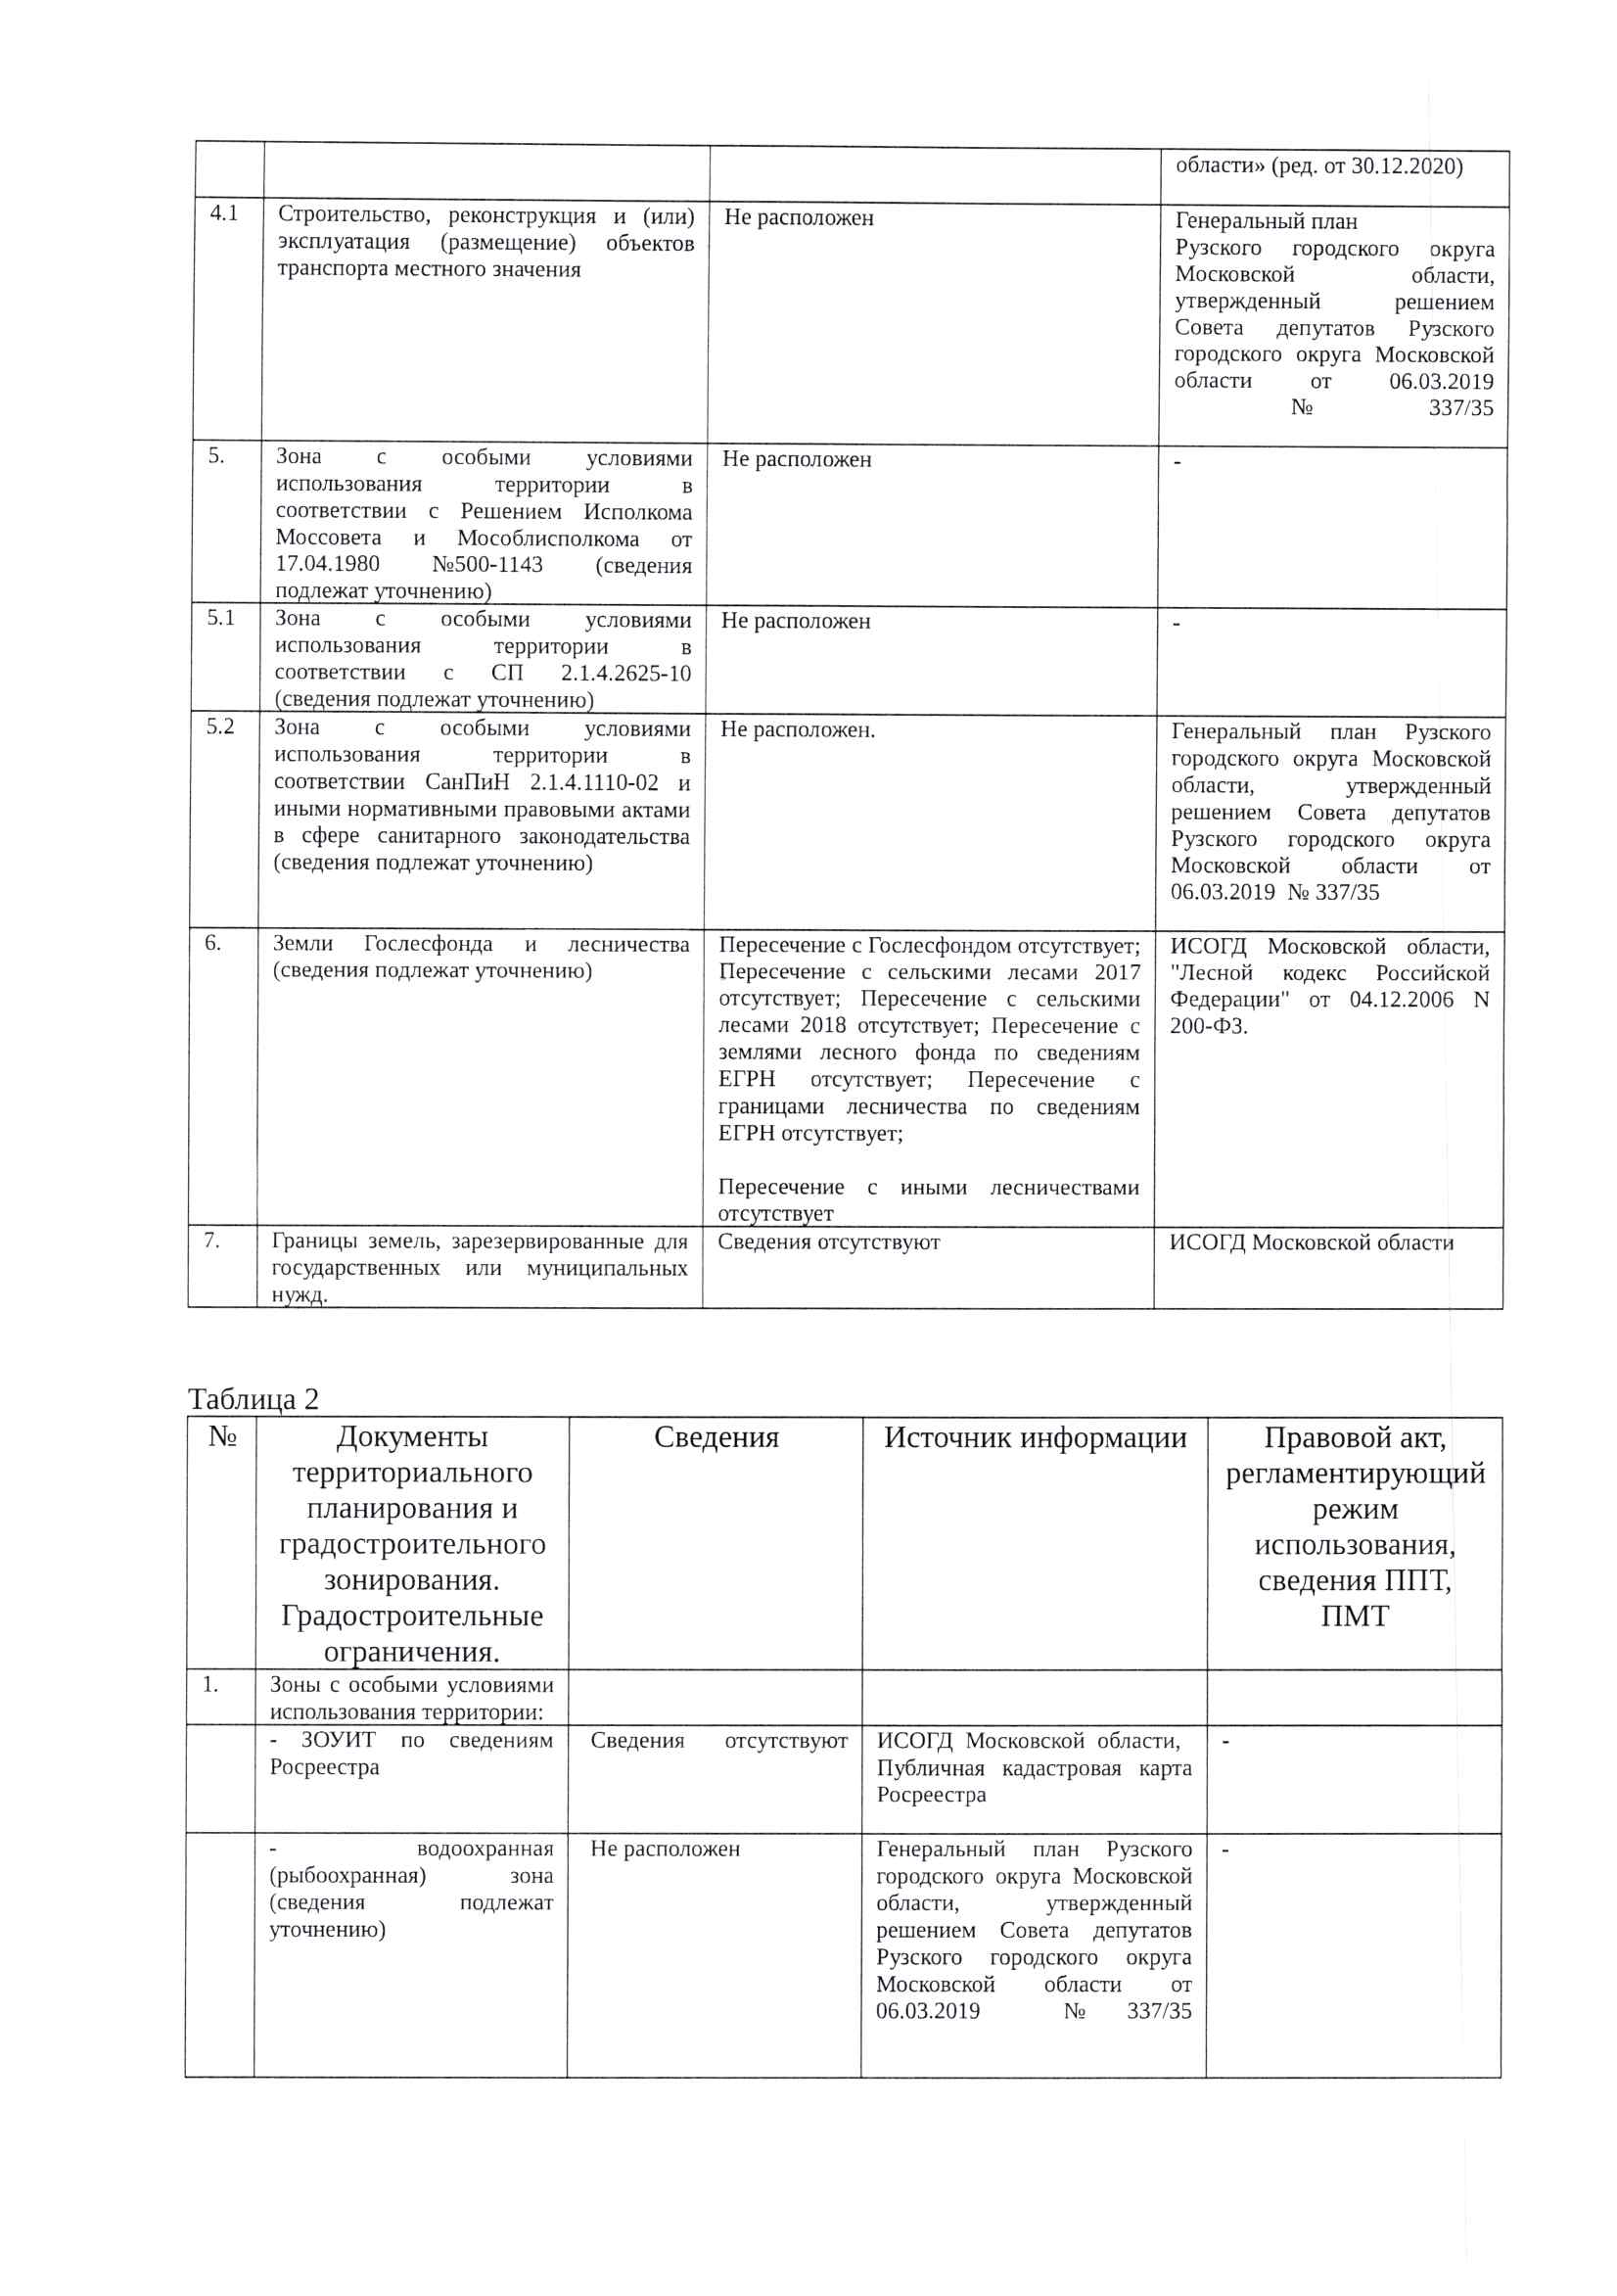 области» (ред. от 30.12.2020)
4.1
Строительство, реконструкция и (или)
эксплуатация (размещение) объектов
транспорта местного значения
Не расположен
Генеральный план
Рузского городского округа
Московской области,
утвержденный решением
Совета депутатов Рузского
городского округа Московской
области от 06.03.2019
№ 337/35
5.
Зона с особыми условиями
использования территории в
соответствии с Решением Исполкома
Моссовета и Мособлисполкома от
17.04.1980 №500-1143 (сведения
подлежат уточнению)
Не расположен
-
5.1
Зона с особыми условиями
использования территории в
соответствии с СП 2.1.4.2625-10
(сведения подлежат уточнению)
Не расположен
-
5.2
Зона с особыми условиями
использования территории в
соответствии СанПиН 2.1.4.1110-02 и
иными нормативными правовыми актами
в сфере санитарного законодательства
(сведения подлежат уточнению)
Не расположен.
Генеральный план Рузского
городского округа Московской
области, утвержденный
решением Совета депутатов
Рузского городского округа
Московской области от
06.03.2019 № 337/35
6.
Земли Гослесфонда и лесничества
(сведения подлежат уточнению)
Пересечение с Гослесфондом отсутствует;
Пересечение с сельскими лесами 2017
отсутствует; Пересечение с сельскими
лесами 2018 отсутствует; Пересечение с
землями лесного фонда по сведениям
ЕГРН отсутствует; Пересечение с
границами лесничества по сведениям
ЕГРН отсутствует;
Пересечение с иными лесничествами
отсутствует
ИСОГД Московской области,
"Лесной кодекс Российской
Федерации" от 04.12.2006 N
200-ФЗ.
7.
Границы земель, зарезервированные для
государственных или муниципальных
нужд.
Сведения отсутствуют
ИСОГД Московской области
Таблица 2
№
Документы
территориального
планирования и
градостроительного
зонирования.
Градостроительные
ограничения.
Сведения
Источник информации
Правовой акт,
регламентирующий
режим
использования,
сведения ППТ,
ПМТ
1.
Зоны с особыми условиями
использования территории:
- ЗОУИТ по сведениям
Росреестра
Сведения отсутствуют
ИСОГД Московской области,
Публичная кадастровая карта
Росреестра
-
- водоохранная
(рыбоохранная) зона
(сведения подлежат
уточнению)
Не расположен
Генеральный план Рузского
городского округа Московской
области, утвержденный
решением Совета депутатов
Рузского городского округа
Московской области от
06.03.2019 № 337/35
-